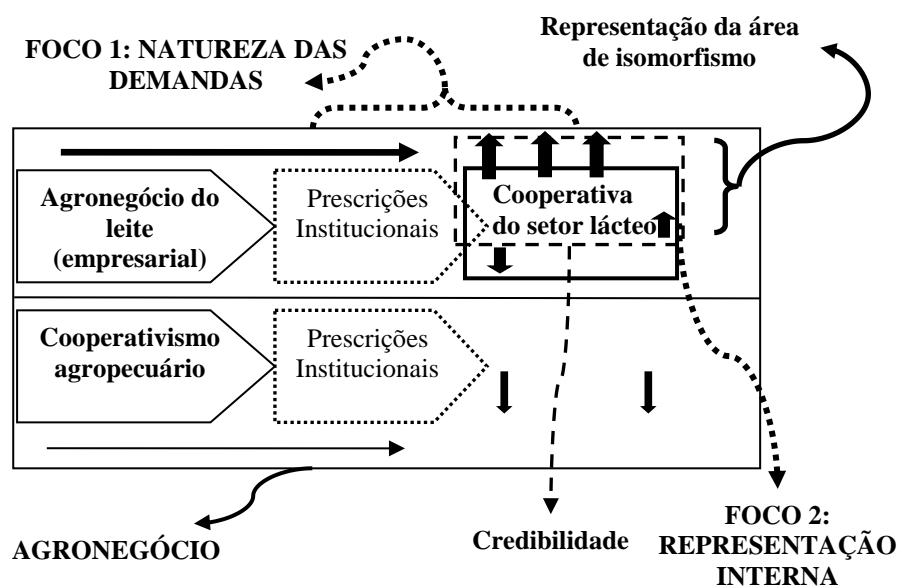 Representação da área
de isomorfismo
FOCO 1: NATUREZA DAS
DEMANDAS
Agronegócio do
leite
(empresarial)
Prescrições
Institucionais
Cooperativa
do setor lácteo
Cooperativismo
agropecuário
Prescrições
Institucionais
AGRONEGÓCIO
Credibilidade
FOCO 2:
REPRESENTAÇÃO
INTERNA